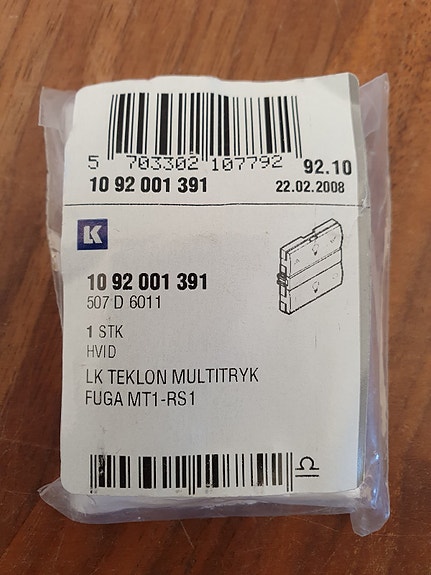 5 703302 107792
92.10
10 92 001 391
22.02.2008
LK
10 92 001 391
507 D 6011
1 STK
HVID
LK TEKLON MULTITRYK
FUGA MT1-RS1